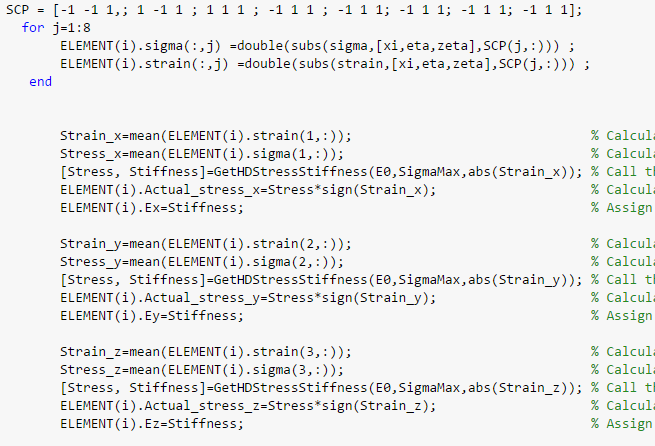 SCP = [-1 -1 1,; 1 -1 1 ; 1 1 1 ; -1 1 1 ; -1 1 1; -1 1 1; -1 1 1; -1 1 1];
for j=1:8
ELEMENT(i).sigma(:,j) =double(subs(sigma,[xi,eta,zeta],SCP(j,:))) ;
ELEMENT(i).strain(:,j) =double(subs(strain,[xi,eta,zeta],SCP(j,:))) ;
end
Strain_x=mean(ELEMENT(i).strain(1,:)); % Calcula
Stress_x=mean(ELEMENT(i).sigma(1,:)); % Calcula
[Stress, Stiffness]=GetHDStressStiffness(E0,SigmaMax,abs(Strain_x)); % Call th
ELEMENT(i).Actual_stress_x=Stress*sign(Strain_x); % Calcula
ELEMENT(i).Ex=Stiffness; % Assign
Strain_y=mean(ELEMENT(i).strain(2,:)); % Calcula
Stress_y=mean(ELEMENT(i).sigma(2,:)); % Calcula
[Stress, Stiffness]=GetHDStressStiffness(E0,SigmaMax,abs(Strain_y)); % Call th
ELEMENT(i).Actual_stress_y=Stress*sign(Strain_y); % Calcula
ELEMENT(i).Ey=Stiffness; % Assign
Strain_z=mean(ELEMENT(i).strain(3,:)); % Calcula
Stress_z=mean(ELEMENT(i).sigma(3,:)); % Calcula
[Stress, Stiffness]=GetHDStressStiffness(E0,SigmaMax,abs(Strain_z)); % Call th
ELEMENT(i).Actual_stress_z=Stress*sign(Strain_z); % Calcula
ELEMENT(i).Ez=Stiffness; % Assign